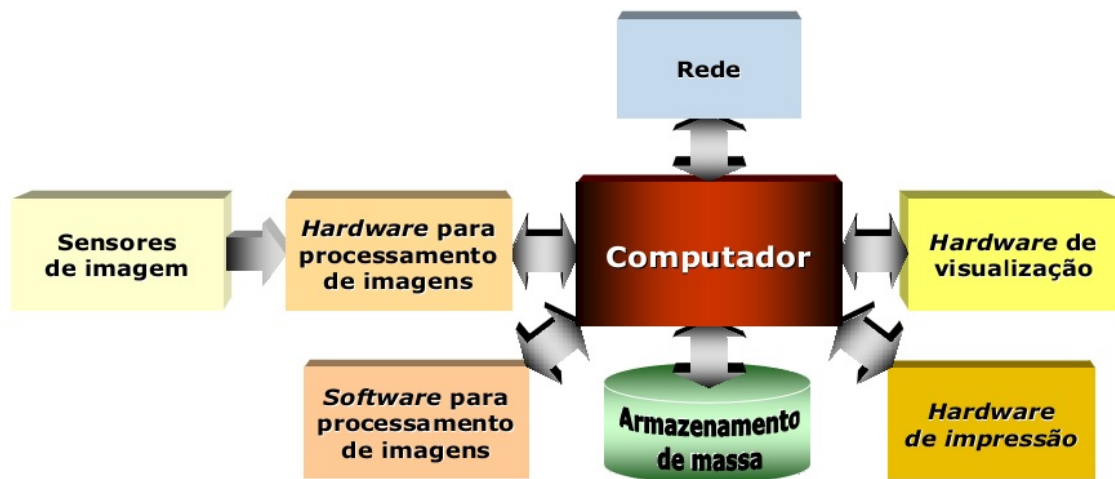 Rede
Sensores
de imagem
Hardware para
processamento
de imagens
Computador
Hardware de
visualização
Software para
processamento
de imagens
Armazenamento
de massa
Hardware
de impressão